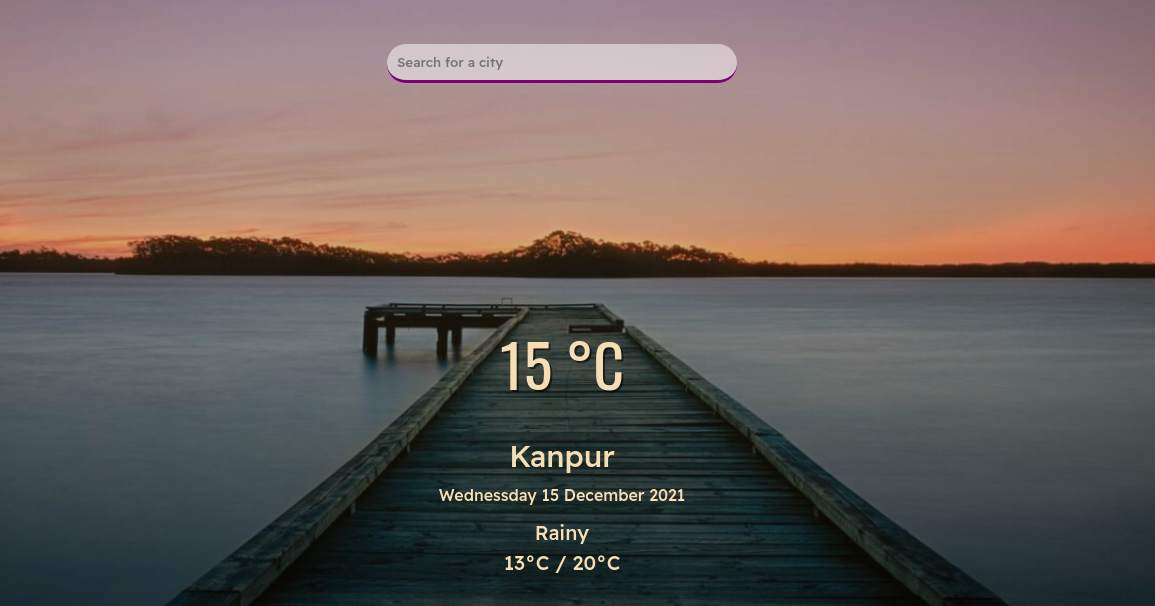 Search for a city
15 °C
Kanpur
Wednessday 15 December 2021
Rainy
13°C / 20°C